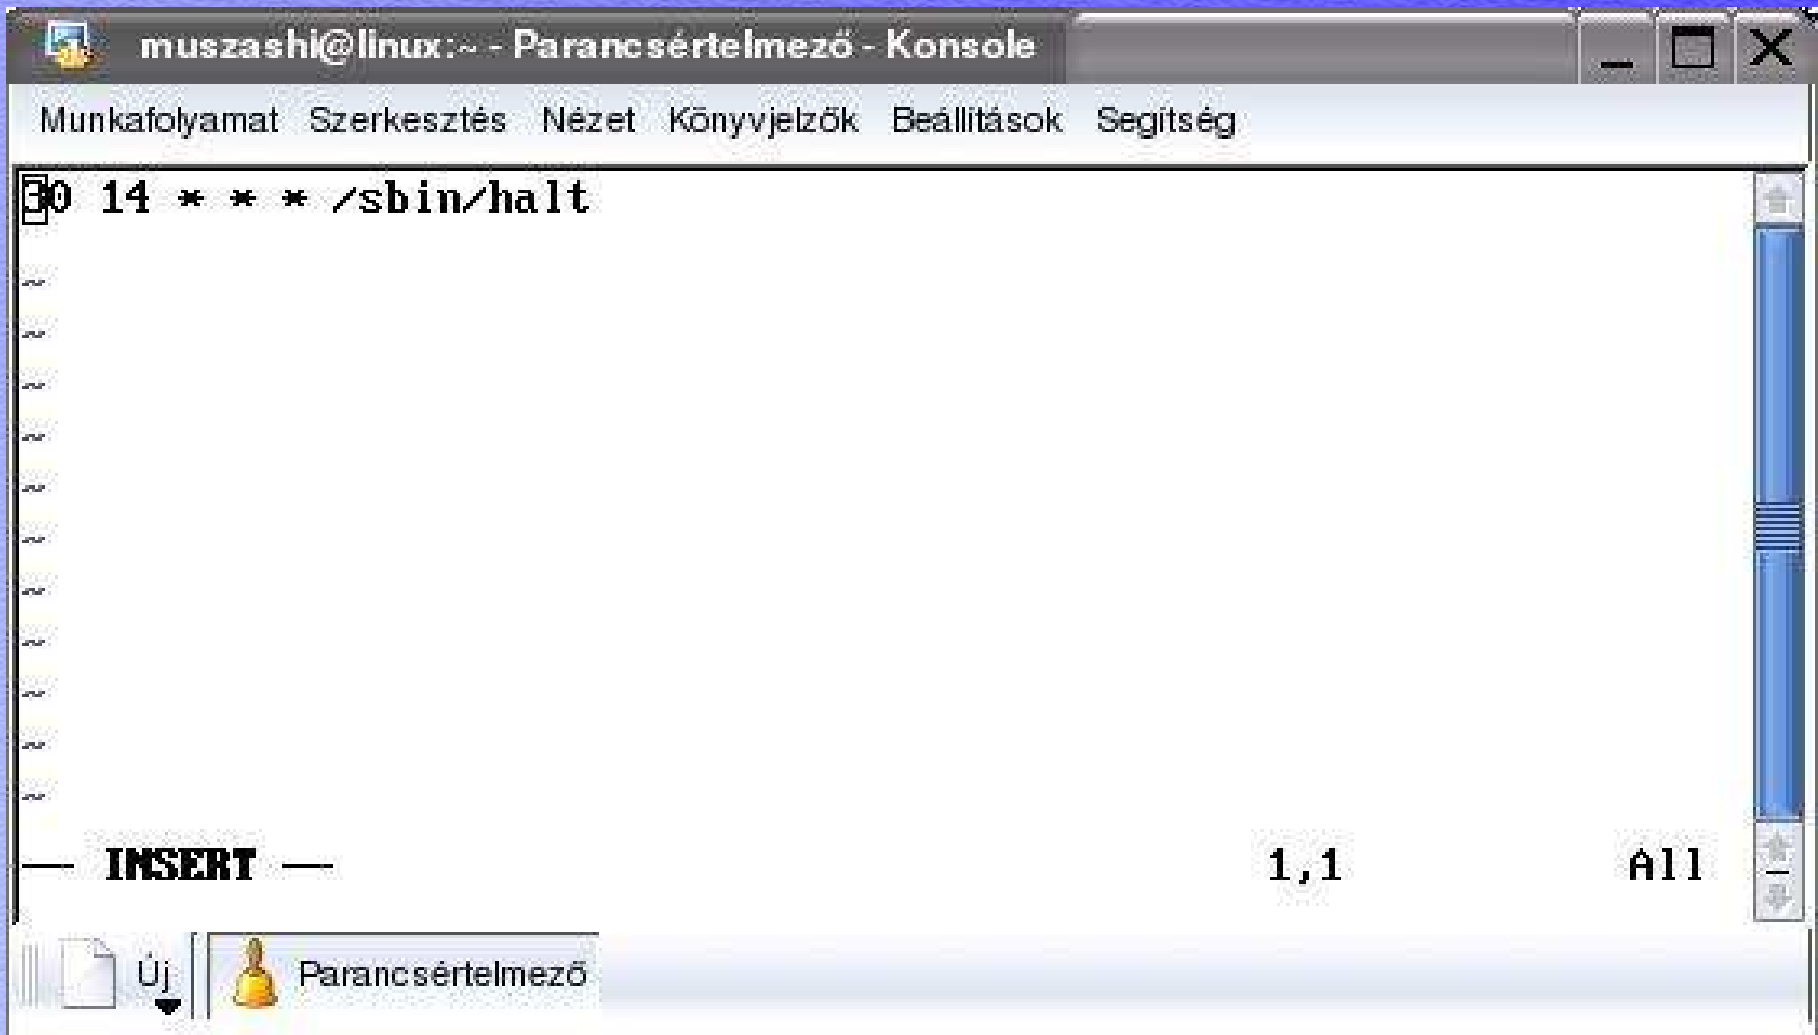 muszashi@linux:~ - Parancsértelmező - Konsole
Munkafolyamat Szerkesztés Nézet Könyvjelzők Beállítások Segítség
30 14 * * * /sbin/halt
~
~
~
~
~
~
~
~
~
~
~
-- INSERT -- 1,1 All
Új Parancsértelmező